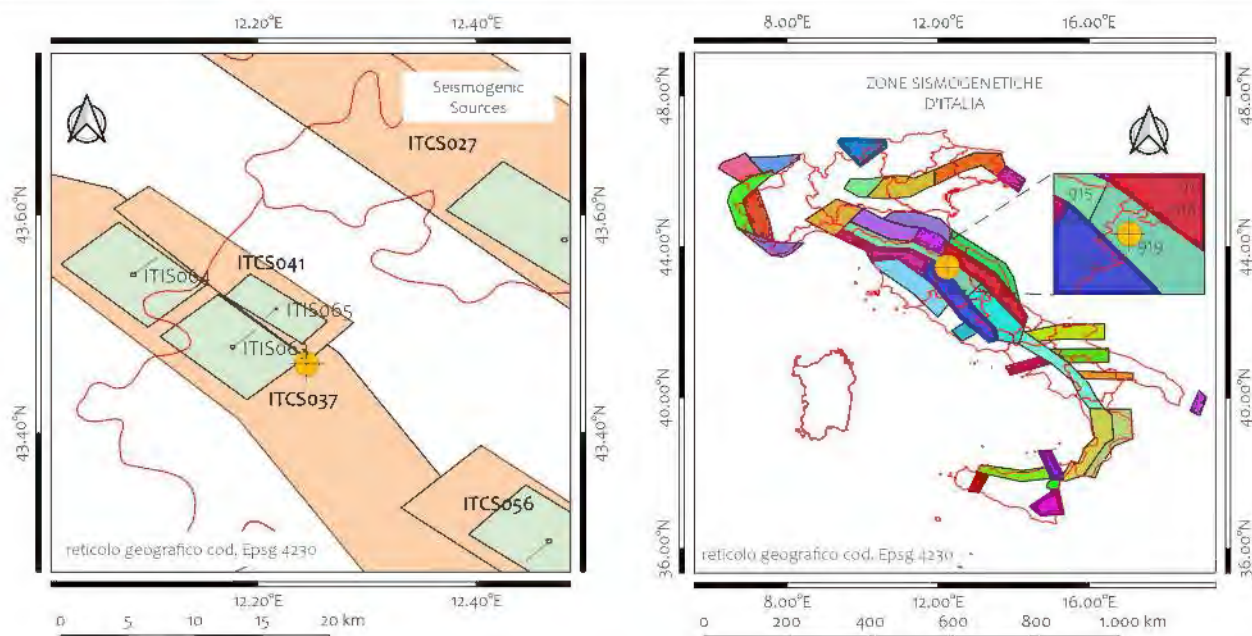 12.20°E 12.40°E
Seismogenic
Sources
ITCS027
43.60°N 43.60°N
ITCS041
ITIS064
ITIS065
ITIS063
ITCS037
43.40°N 43.40°N
ITCS056
reticolo geografico cod. Epsg 4230
12.20°E 12.40°E
0 5 10 15 20 km
8.00°E 12.00°E 16.00°E
ZONE SISMOGENETICHE
D'ITALIA
48.00°N 48.00°N
915
918
919
44.00°N 44.00°N
40.00°N 40.00°N
36.00°N 36.00°N
reticolo geografico cod. Epsg 4230
8.00°E 12.00°E 16.00°E
0 200 400 600 800 1.000 km